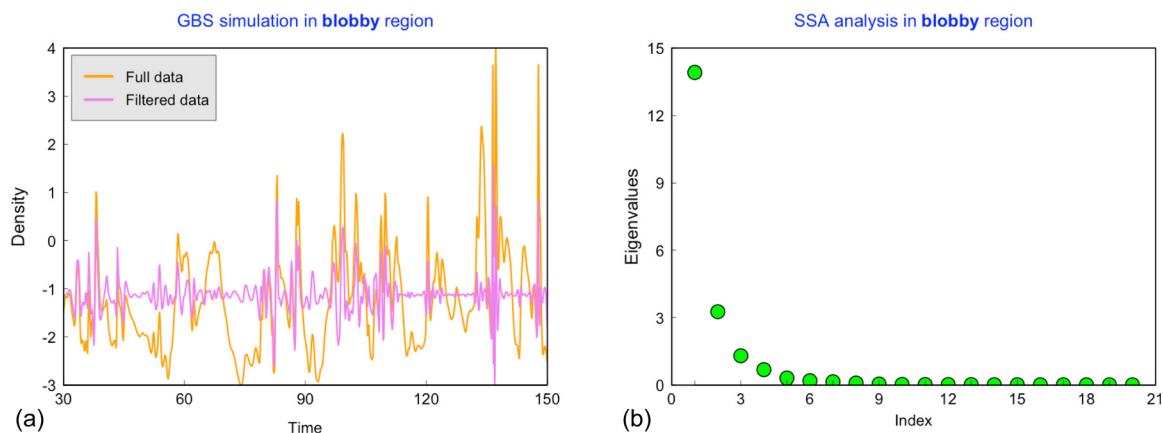 GBS simulation in blobby region
4
3
2
1
0
-1
-2
-3
Density
Full data
Filtered data
30
60
90
120
150
Time
(a)
SSA analysis in blobby region
15
12
9
6
3
0
Eigenvalues
0
3
6
9
12
15
18
21
Index
(b)